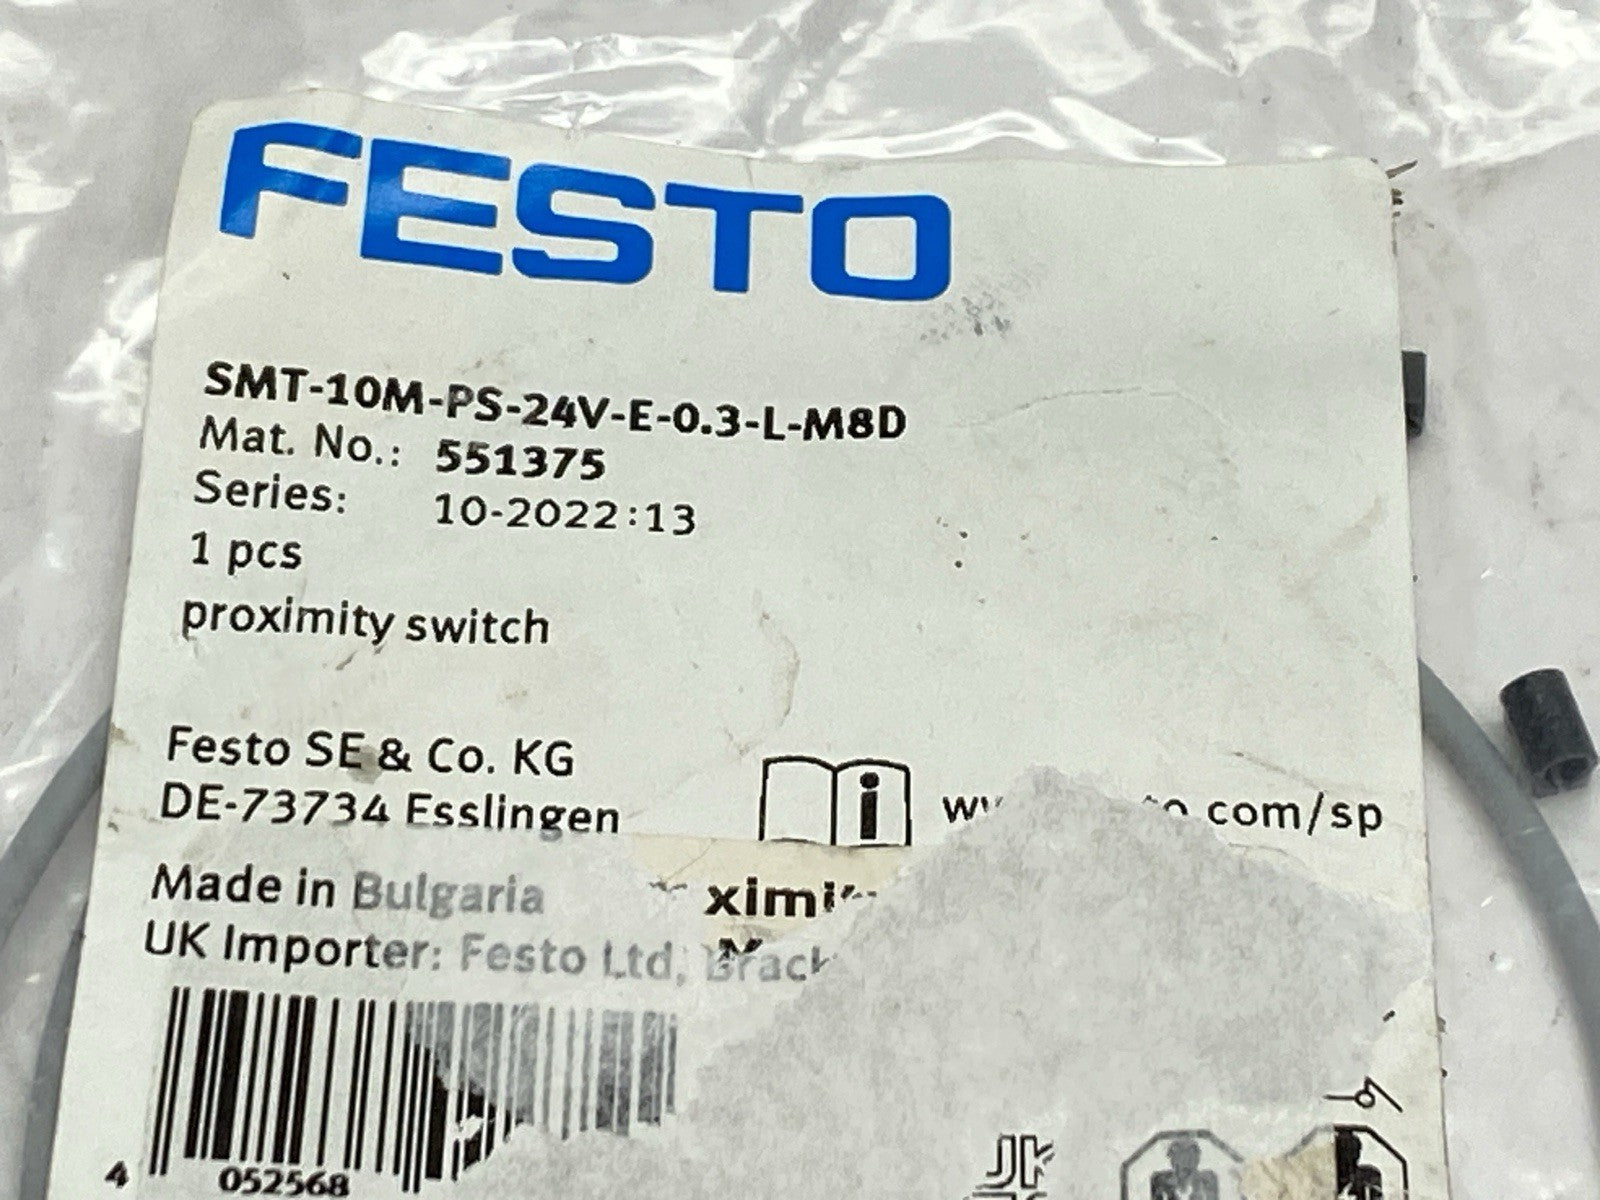 FESTO
SMT-10M-PS-24V-E-0.3-L-M8D
Mat. No.: 551375
Series: 10-2022:13
1 pcs
proximity switch
Festo SE & Co. KG
DE-73734 Esslingen
com/sp
Made in Bulgaria
UK Importer: Festo Ltd,
4 052568